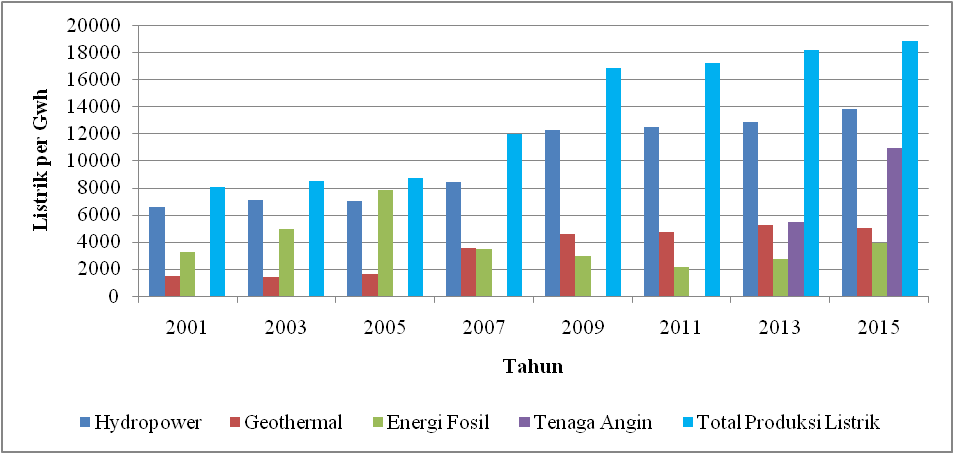 20000
18000
16000
14000
12000
10000
8000
6000
4000
2000
0
Listrik per Gwh
2001 2003 2005 2007 2009 2011 2013 2015
Tahun
Hydropower Geothermal Energi Fosil Tenaga Angin Total Produksi Listrik